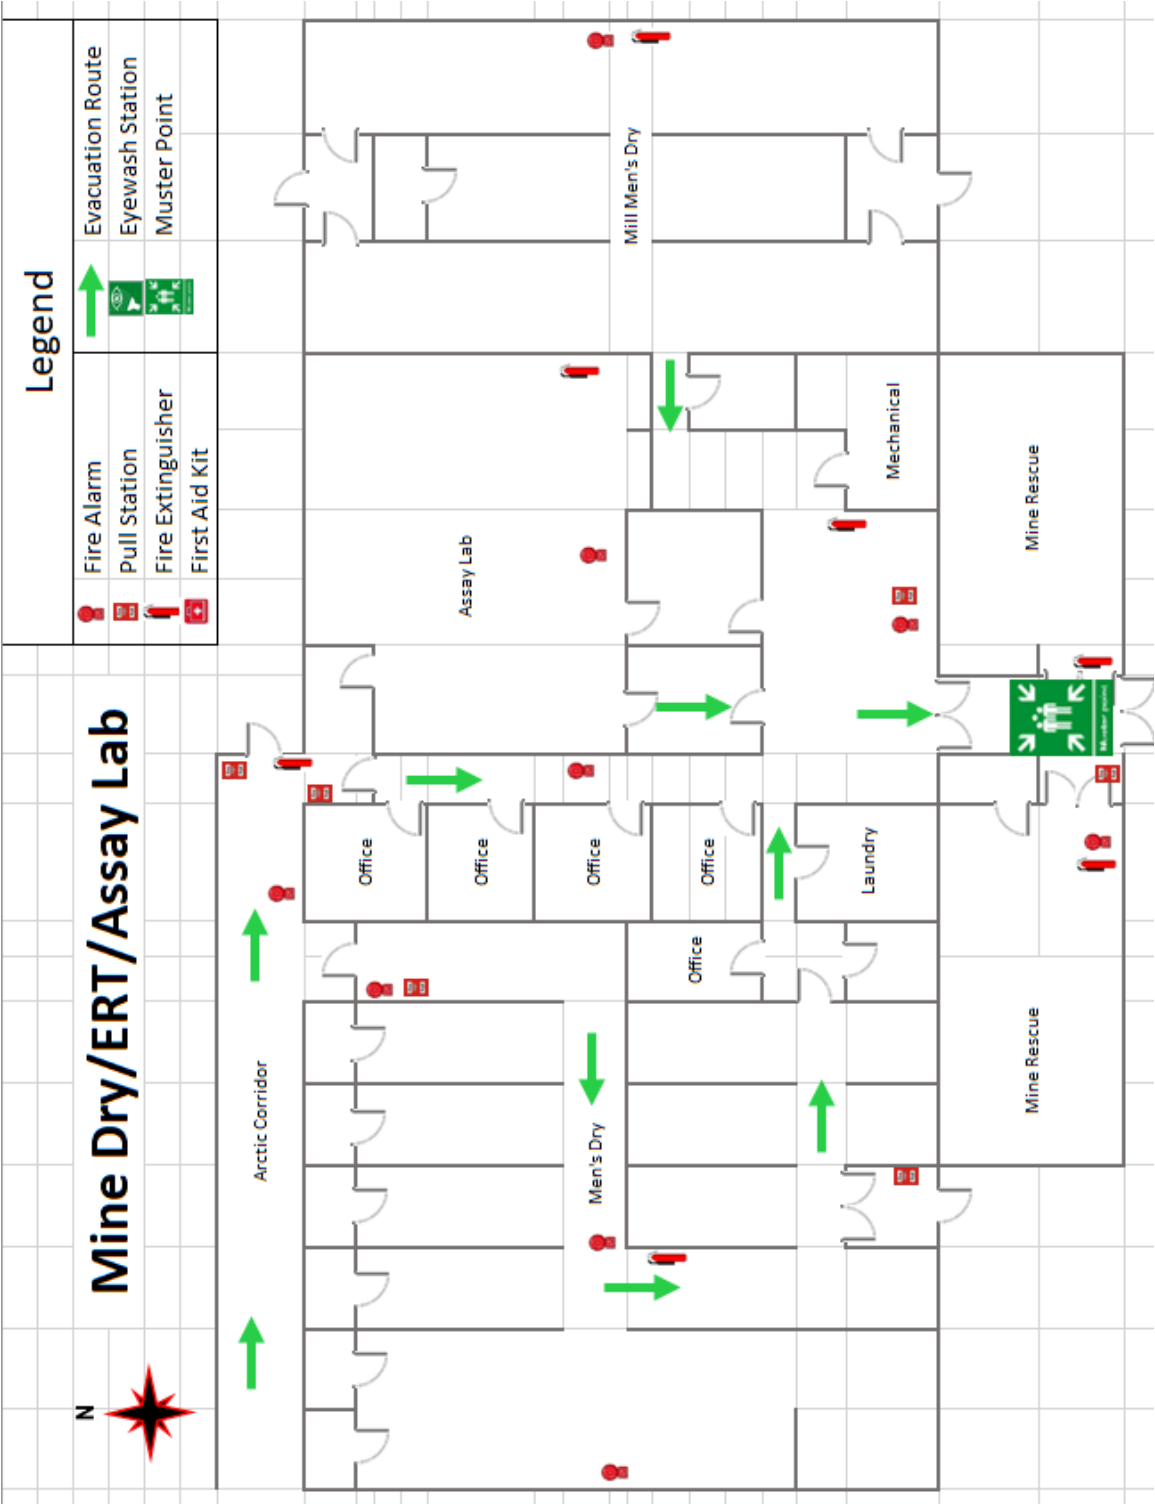 Mine Dry/ERT/Assay Lab
Legend
Fire Alarm
Pull Station
Fire Extinguisher
First Aid Kit
Evacuation Route
Eyewash Station
Muster Point
N
Arctic Corridor
Office
Office
Office
Office
Office
Laundry
Men's Dry
Assay Lab
Mill Men's Dry
Mechanical
Mine Rescue
Mine Rescue
Muster point